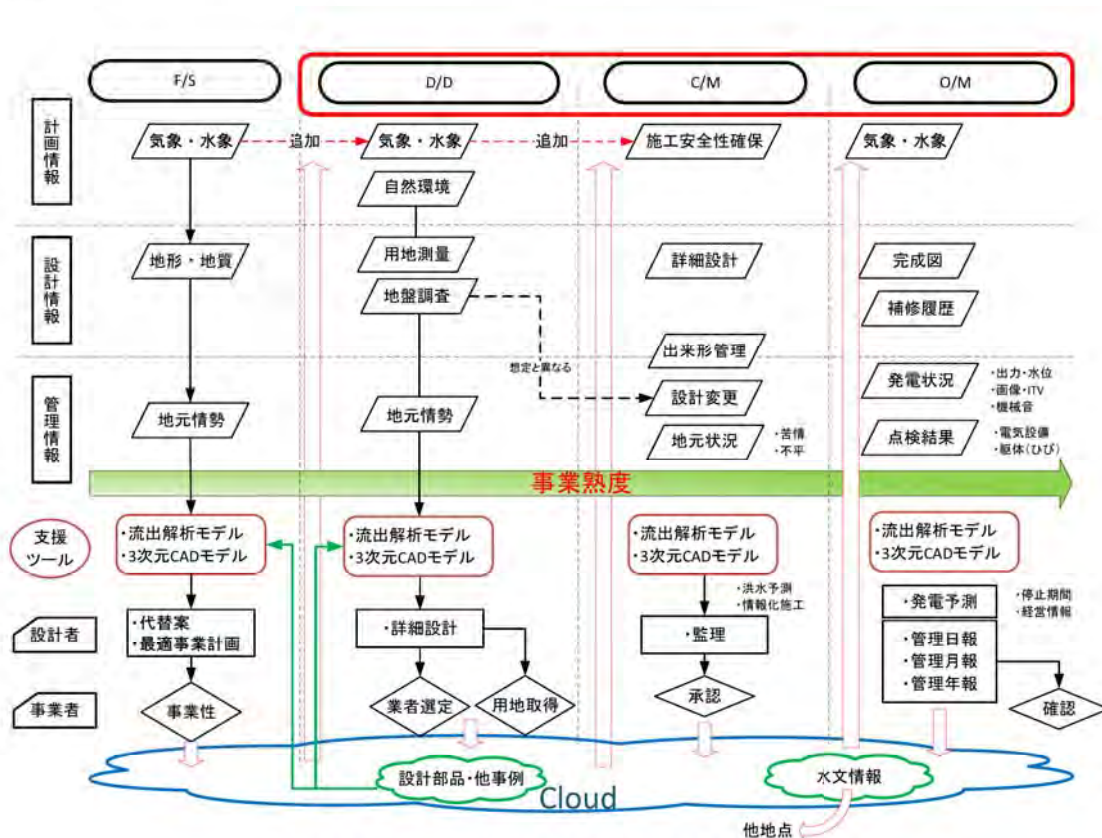 F/S
D/D
C/M
O/M
計画情報
気象・水象
追加
気象・水象
追加
施工安全性確保
気象・水象
自然環境
設計情報
地形・地質
用地測量
詳細設計
完成図
地盤調査
補修履歴
出来形管理
想定と異なる
管理情報
発電状況
・出力・水位
・画像・ITV
・機械音
設計変更
地元情勢
地元情勢
地元状況
・苦情
・不平
点検結果
・電気設備
・躯体(ひび)
事業熟度
支援
ツール
・流出解析モデル
・3次元CADモデル
・流出解析モデル
・3次元CADモデル
・流出解析モデル
・3次元CADモデル
・流出解析モデル
・3次元CADモデル
・洪水予測
・情報化施工
設計者
・代替案
・最適事業計画
・詳細設計
・監理
・発電予測
・停止期間
・経営情報
・管理日報
・管理月報
・管理年報
事業者
事業性
業者選定
用地取得
承認
確認
設計部品・他事例
水文情報
Cloud
他地点